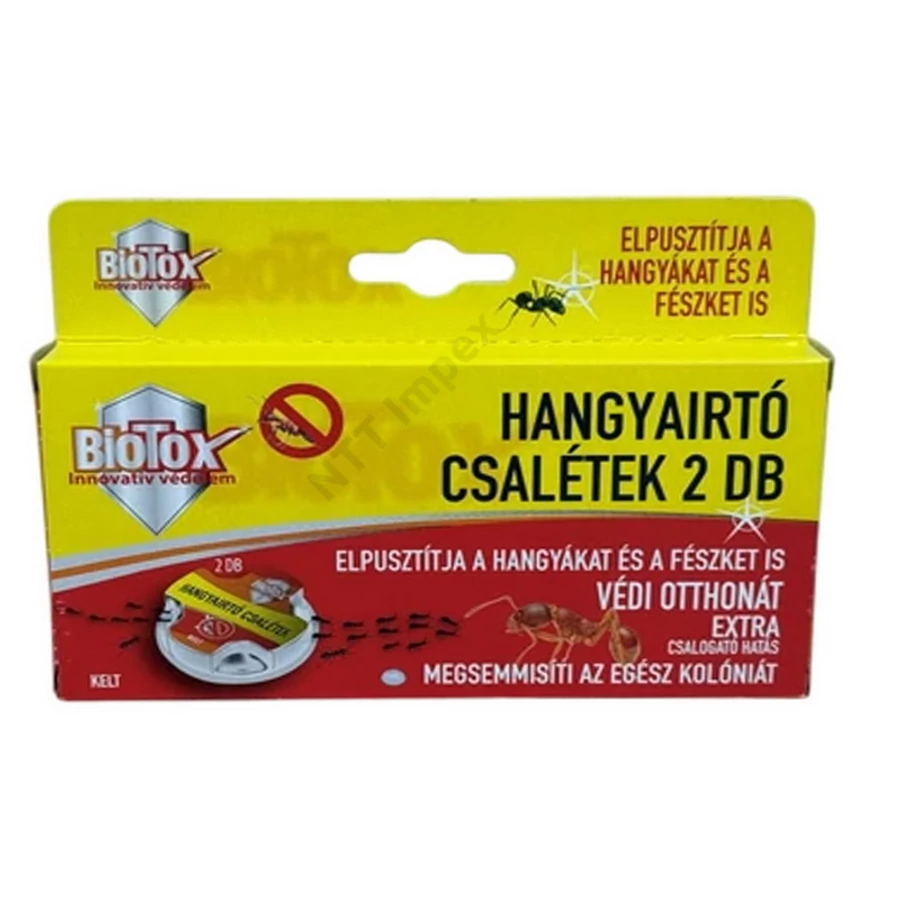 BioTox
Innovatív védelem
ELPUSZTÍTJA A
HANGYÁKAT ÉS A
FÉSZKET IS
NTT Impex
BioTox
Innovatív védelem
HANGYAIRTÓ
CSALÉTEK 2 DB
ELPUSZTÍTJA A HANGYÁKAT ÉS A FÉSZKET IS
VÉDI OTTHONÁT
EXTRA
CSALOGATÓ HATÁS
MEGSEMMISÍTI AZ EGÉSZ KOLÓNIÁT
2 DB
HANGYAIRTÓ CSALÉTEK
KELT